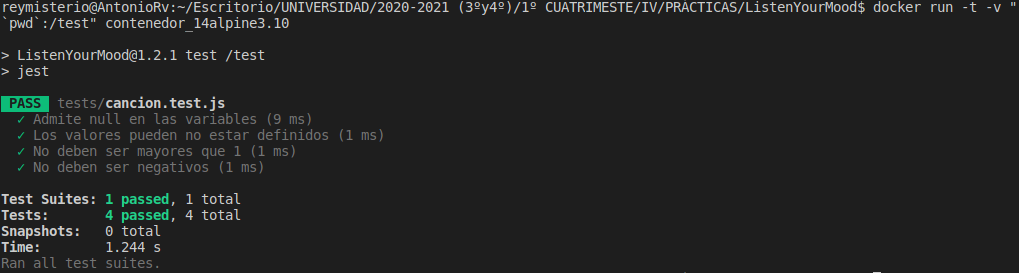 reymisterio@AntonioRv:~/Escritorio/UNIVERSIDAD/2020-2021 (3ºy4º)/1º CUATRIMESTE/IV/PRACTICAS/ListenYourMood$ docker run -t -v "
`pwd`:/test" contenedor_14alpine3.10

> ListenYourMood@1.2.1 test /test
> jest

PASS tests/cancion.test.js
✓ Admite null en las variables (9 ms)
✓ Los valores pueden no estar definidos (1 ms)
✓ No deben ser mayores que 1 (1 ms)
✓ No deben ser negativos (1 ms)

Test Suites: 1 passed, 1 total
Tests: 4 passed, 4 total
Snapshots: 0 total
Time: 1.244 s
Ran all test suites.